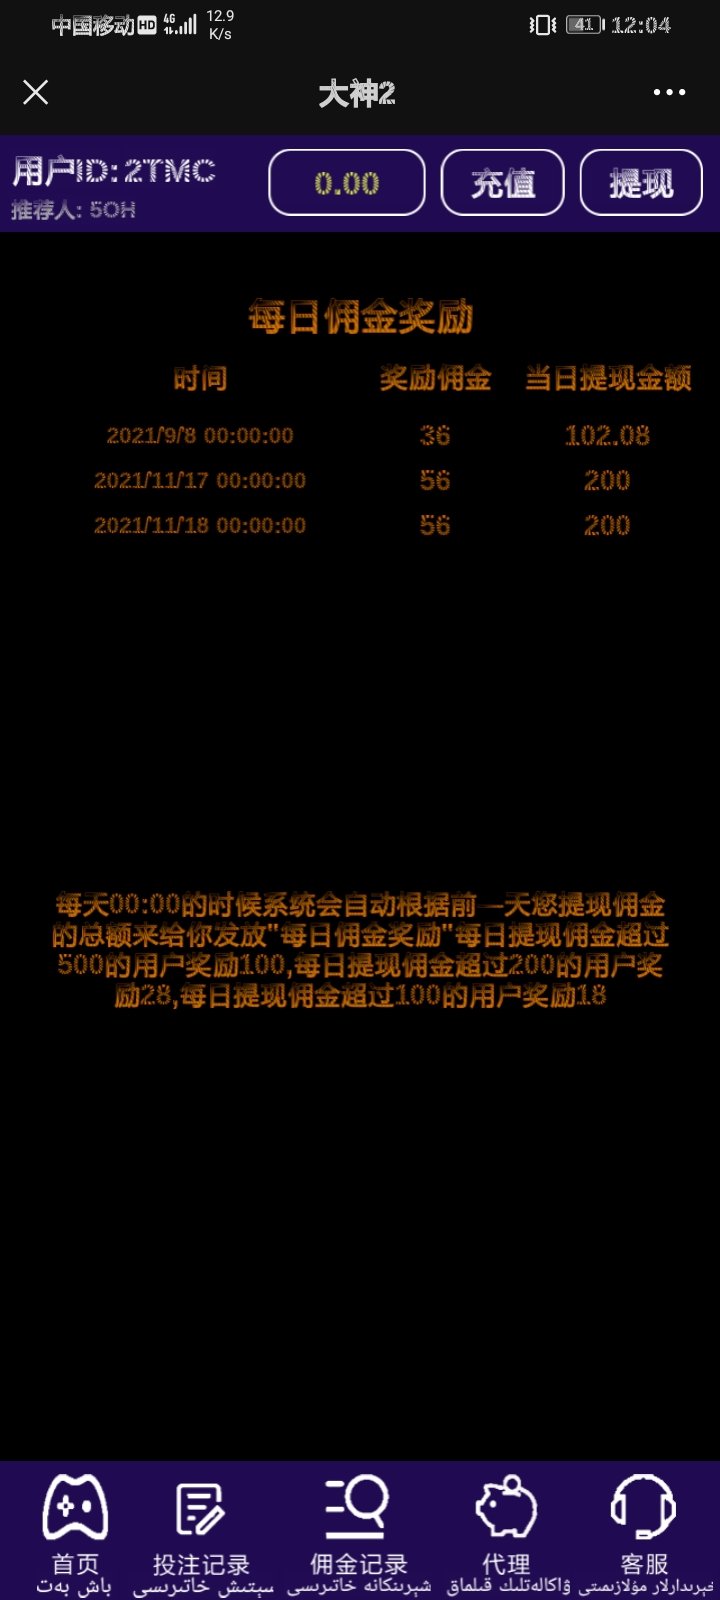 中国移动 HD 4G 12.9 K/s 41 12:04
大神2
用户ID: 2TMC
推荐人: 5OH
0.00 充值 提现
每日佣金奖励
时间 奖励佣金 当日提现金额
2021/9/8 00:00:00 36 102.08
2021/11/17 00:00:00 56 200
2021/11/18 00:00:00 56 200
每天00:00的时候系统会自动根据前一天您提现佣金
的总额来给你发放"每日佣金奖励"每日提现佣金超过
500的用户奖励100,每日提现佣金超过200的用户奖
励28,每日提现佣金超过100的用户奖励18
首页 投注记录 佣金记录 代理 客服
باش بەت سېتىش خاتىرىسى شېرىنكانە خاتىرىسى ۋاكالەتلىك قىلماق خېرىدارلار مۇلازىمىتى